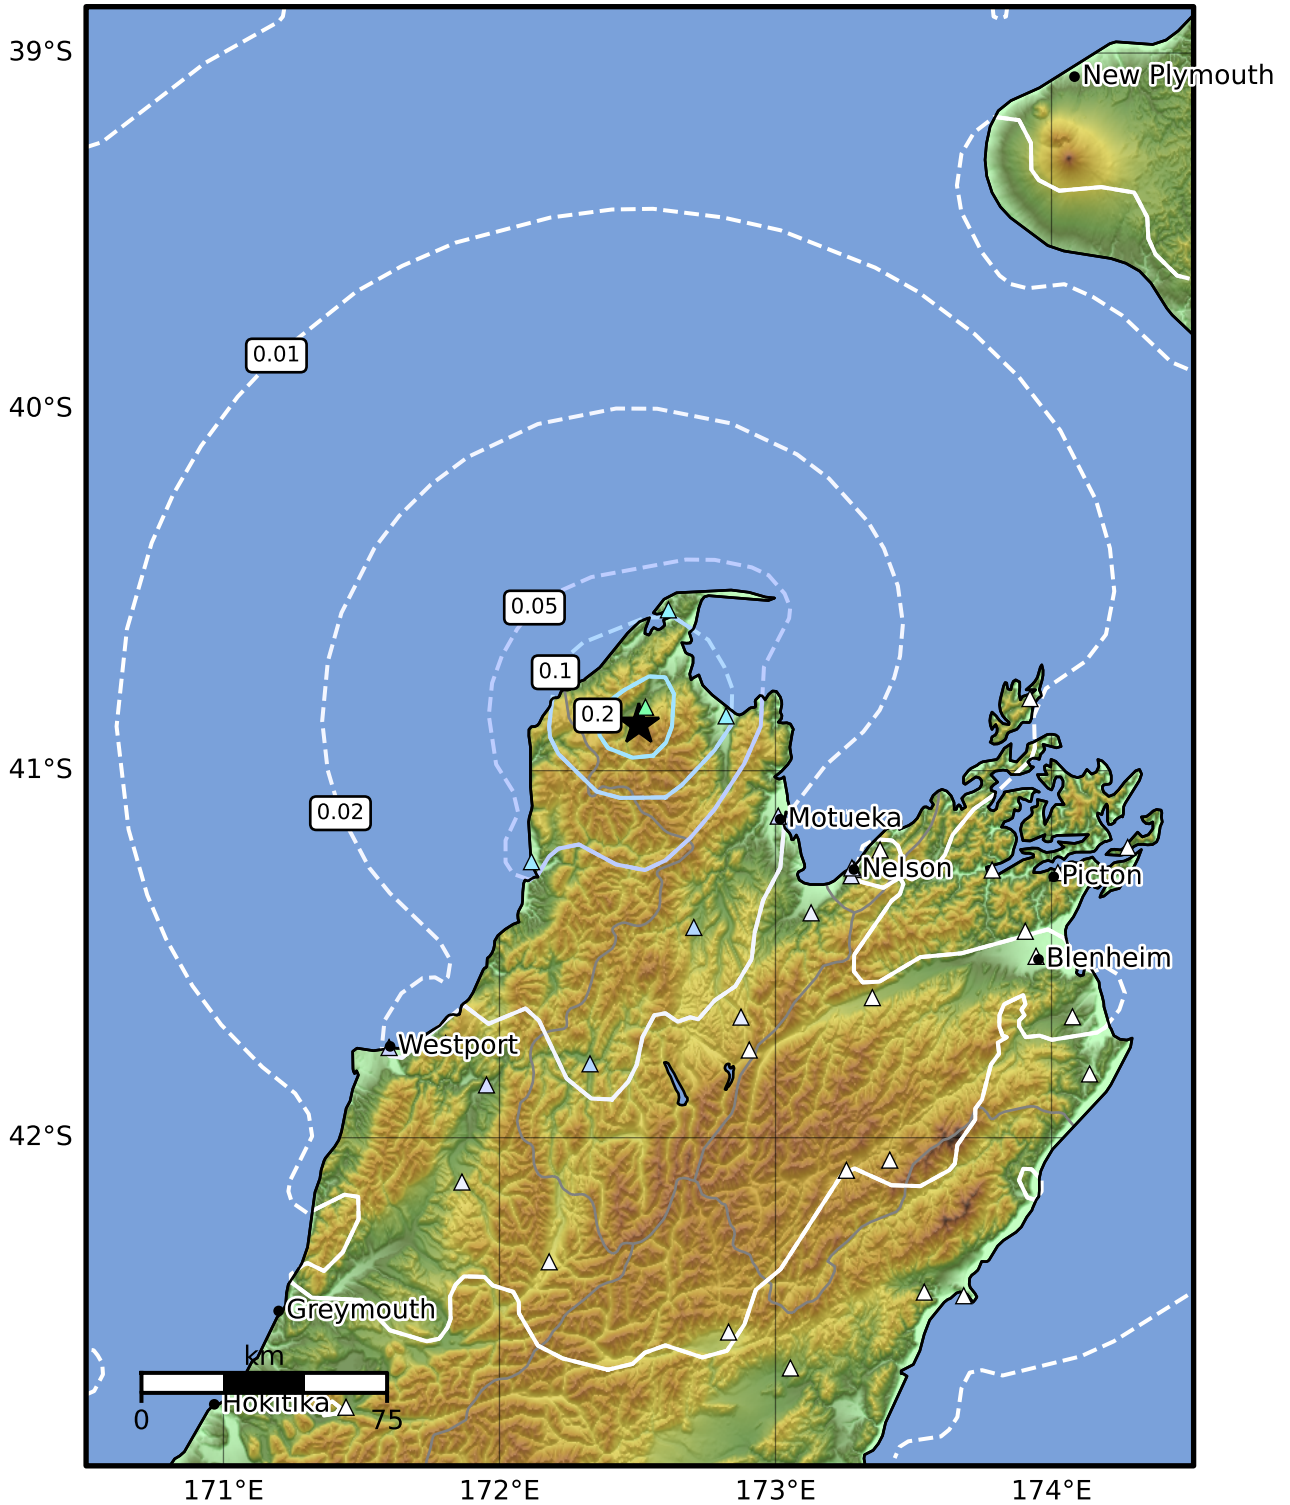 39°S
New Plymouth
0.01
40°S
0.05
0.1
0.2
41°S
0.02
Motueka
Nelson
Picton
Blenheim
Westport
42°S
Greymouth
km
Hokitika
0
75
171°E
172°E
173°E
174°E